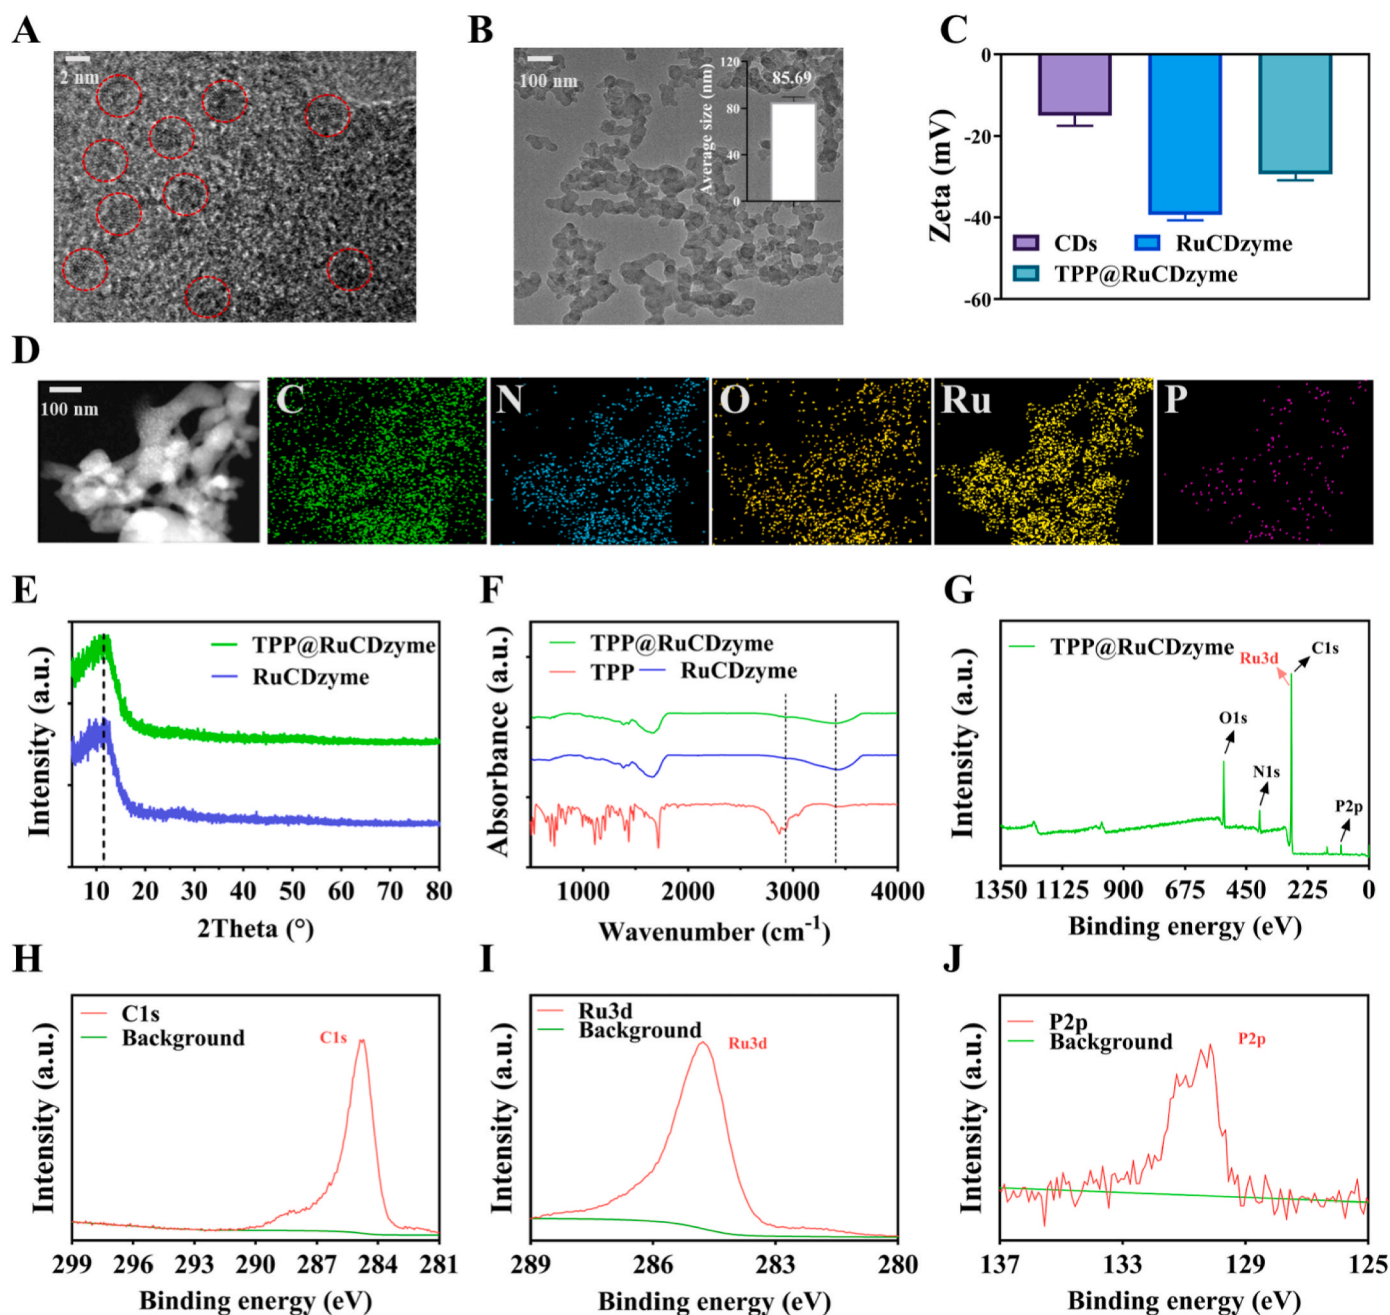 A
2 nm
B
100 nm
120
80
40
0
Average size (nm)
85.69
C
0
-20
-40
-60
Zeta (mV)
CDs
RuCDzyme
TPP@RuCDzyme
D
100 nm
C
N
O
Ru
P
E
Intensity (a.u.)
TPP@RuCDzyme
RuCDzyme
10 20 30 40 50 60 70 80
2Theta (°)
F
Absorbance (a.u.)
TPP@RuCDzyme
TPP RuCDzyme
1000 2000 3000 4000
Wavenumber (cm-1)
G
Intensity (a.u.)
TPP@RuCDzyme
Ru3d
C1s
O1s
N1s
P2p
1350 1125 900 675 450 225 0
Binding energy (eV)
H
Intensity (a.u.)
C1s
Background
C1s
299 296 293 290 287 284 281
Binding energy (eV)
I
Intensity (a.u.)
Ru3d
Background
Ru3d
289 286 283 280
Binding energy (eV)
J
Intensity (a.u.)
P2p
Background
P2p
137 133 129 125
Binding energy (eV)